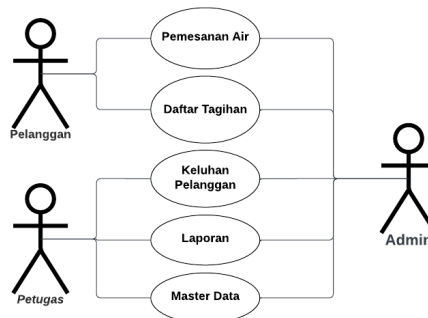 Pemesanan Air
Daftar Tagihan
Pelanggan
Keluhan
Pelanggan
Laporan
Admin
Petugas
Master Data